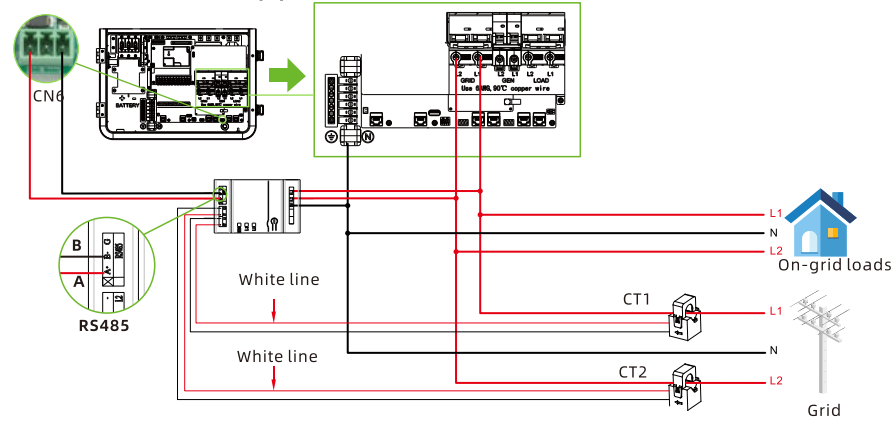 CN6
BATTERY
L2 L1 L2 L1 L2 L1
GRID GEN LOAD
Use 6AWG,90℃ copper wire
N
L1
N
L2
On-grid loads
B
A
G
B-
A+
RS485
L2
RS485
White line
CT1
L1
N
White line
CT2
L2
Grid